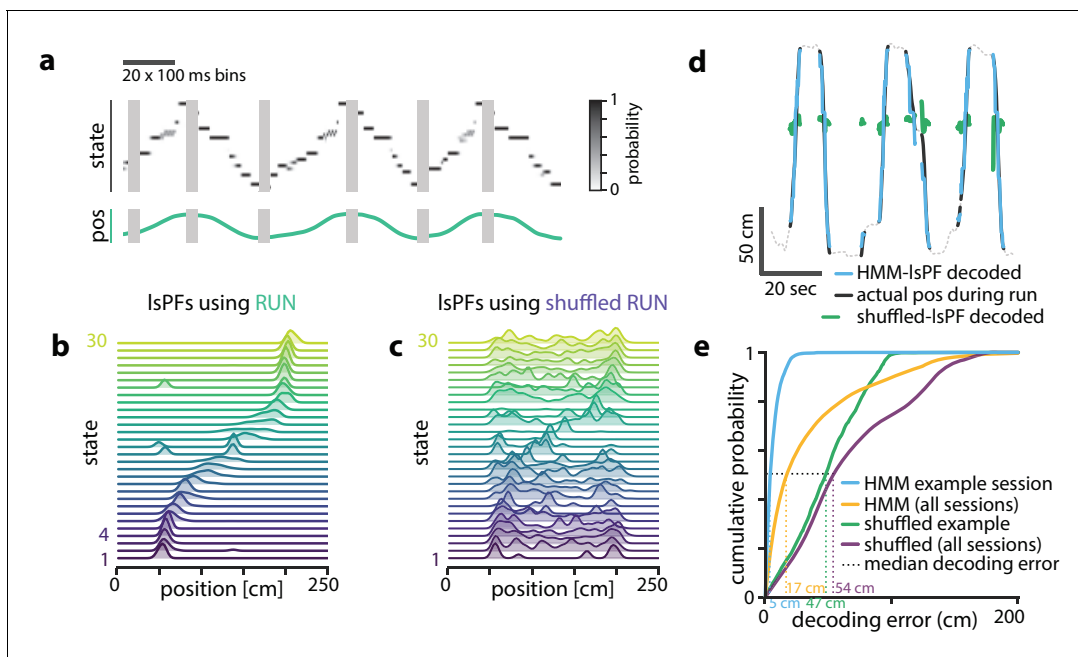 a
20 x 100 ms bins
state
1
0
probability
pos
lsPFs using RUN
b
30
state
4
1
0
position [cm]
250
lsPFs using shuffled RUN
c
30
state
4
1
0
position [cm]
250
d
50 cm
20 sec
HMM-lsPF decoded
actual pos during run
shuffled-lsPF decoded
e
cumulative probability
1
0
HMM example session
HMM (all sessions)
shuffled example
shuffled (all sessions)
median decoding error
17 cm
54 cm
5 cm
47 cm
0
decoding error (cm)
200